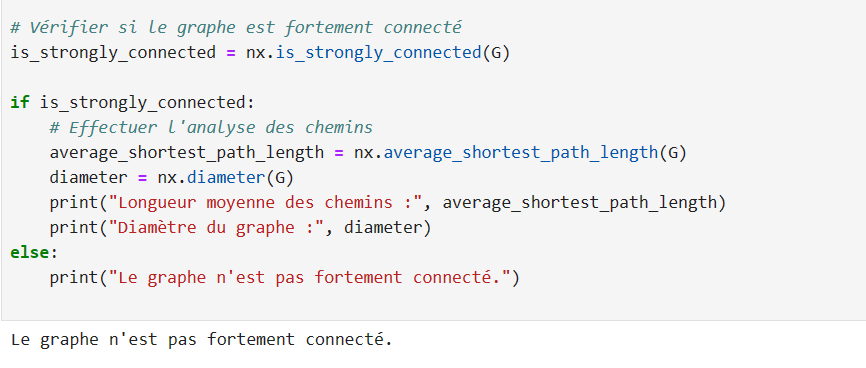 # Vérifier si le graphe est fortement connecté
is_strongly_connected = nx.is_strongly_connected(G)
if is_strongly_connected:
    # Effectuer l'analyse des chemins
    average_shortest_path_length = nx.average_shortest_path_length(G)
    diameter = nx.diameter(G)
    print("Longueur moyenne des chemins :", average_shortest_path_length)
    print("Diamètre du graphe :", diameter)
else:
    print("Le graphe n'est pas fortement connecté.")
Le graphe n'est pas fortement connecté.